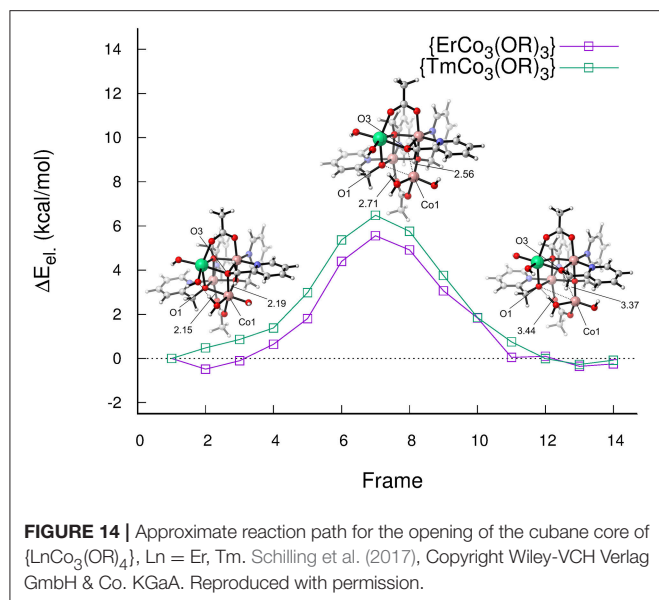 14
12
10
8
6
4
2
0
-2
ΔE_el. (kcal/mol)
{ErCo3(OR)3}
{TmCo3(OR)3}
O3
O1
2.71
2.56
Co1
O3
O1
2.15
2.19
Co1
O3
O1
3.44
3.37
Co1
0 2 4 6 8 10 12 14
Frame
FIGURE 14 | Approximate reaction path for the opening of the cubane core of
{LnCo3(OR)4}, Ln = Er, Tm. Schilling et al. (2017), Copyright Wiley-VCH Verlag
GmbH & Co. KGaA. Reproduced with permission.